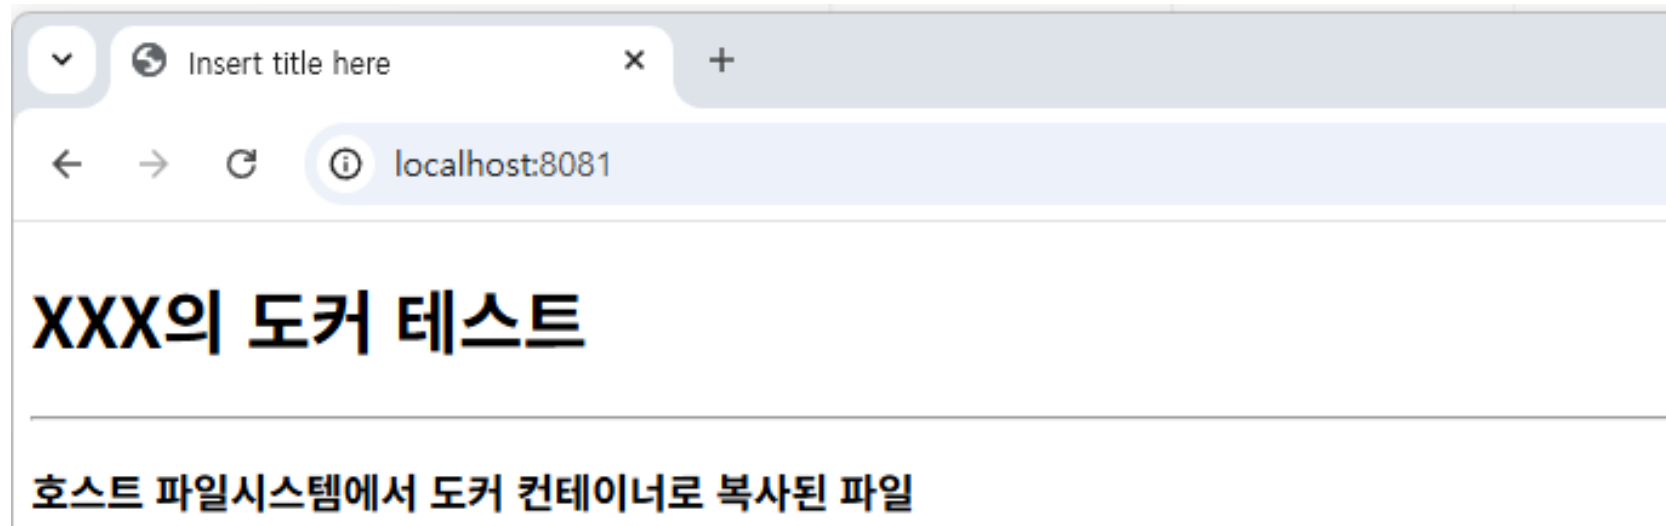 Insert title here
localhost:8081
XXX의 도커 테스트
호스트 파일시스템에서 도커 컨테이너로 복사된 파일